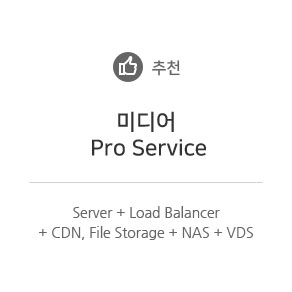 추천
미디어
Pro Service
Server + Load Balancer
+ CDN, File Storage + NAS + VDS